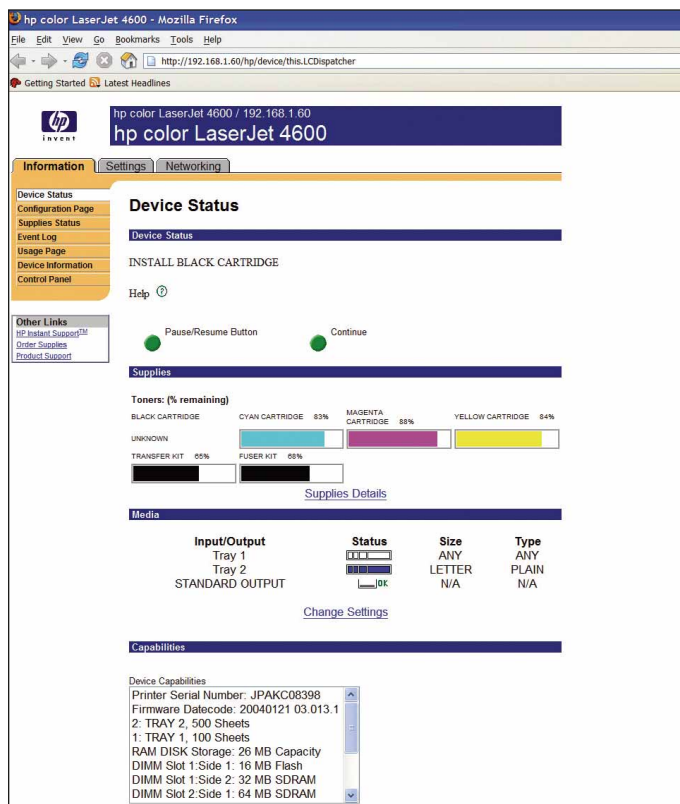 hp color LaserJet 4600 - Mozilla Firefox
File Edit View Go Bookmarks Tools Help
http://192.168.1.60/hp/device/this.LCDispatcher
Getting Started Latest Headlines
hp
invent
hp color LaserJet 4600 / 192.168.1.60
hp color LaserJet 4600
Information Settings Networking
Device Status
Configuration Page
Supplies Status
Event Log
Usage Page
Device Information
Control Panel
Other Links
HP Instant Support™
Order Supplies
Product Support
Device Status
Device Status
INSTALL BLACK CARTRIDGE
Help ?
Pause/Resume Button Continue
Supplies
Toners: (% remaining)
BLACK CARTRIDGE CYAN CARTRIDGE 83% MAGENTA CARTRIDGE 88% YELLOW CARTRIDGE 84%
UNKNOWN
TRANSFER KIT 65% FUSER KIT 68%
Supplies Details
Media
Input/Output Status Size Type
Tray 1 ANY ANY
Tray 2 LETTER PLAIN
STANDARD OUTPUT OK N/A N/A
Change Settings
Capabilities
Device Capabilities
Printer Serial Number: JPAKC08398
Firmware Datecode: 20040121 03.013.1
2: TRAY 2, 500 Sheets
1: TRAY 1, 100 Sheets
RAM DISK Storage: 26 MB Capacity
DIMM Slot 1:Side 1: 16 MB Flash
DIMM Slot 1:Side 2: 32 MB SDRAM
DIMM Slot 2:Side 1: 64 MB SDRAM